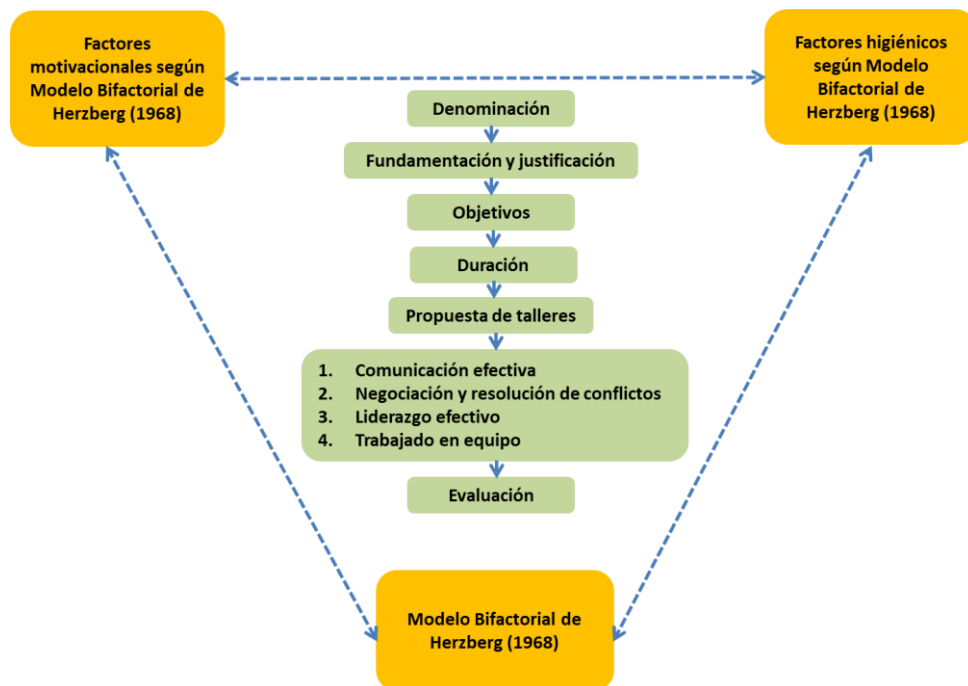 Factores
motivacionales según
Modelo Bifactorial de
Herzberg (1968)
Factores higiénicos
según Modelo
Bifactorial de
Herzberg (1968)
Denominación
Fundamentación y justificación
Objetivos
Duración
Propuesta de talleres
1. Comunicación efectiva
2. Negociación y resolución de conflictos
3. Liderazgo efectivo
4. Trabajado en equipo
Evaluación
Modelo Bifactorial de
Herzberg (1968)